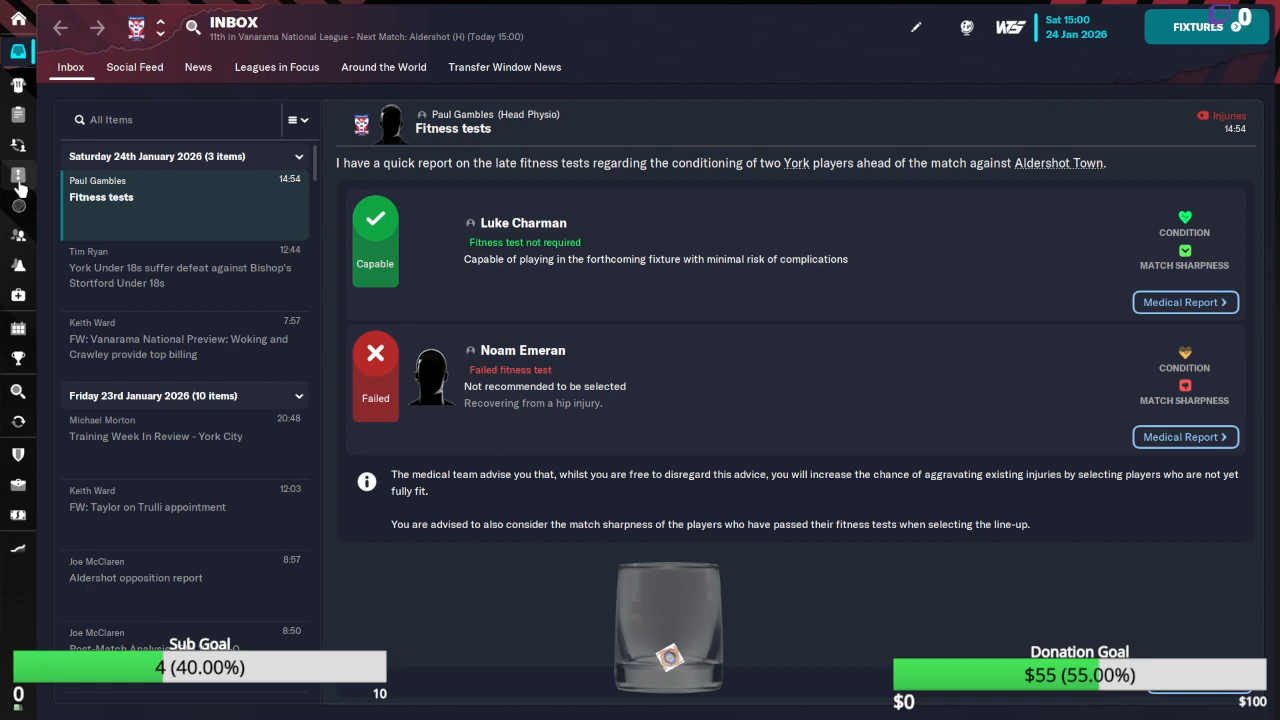 INBOX
11th in Vanarama National League - Next Match: Aldershot (H) (Today 15:00)
Sat 15:00
24 Jan 2026
FIXTURES
0
Inbox
Social Feed
News
Leagues in Focus
Around the World
Transfer Window News
All Items
Saturday 24th January 2026 (3 items)
Paul Gambles
14:54
Fitness tests
Tim Ryan
12:44
York Under 18s suffer defeat against Bishop's
Stortford Under 18s
Keith Ward
7:57
FW: Vanarama National Preview: Woking and
Crawley provide top billing
Friday 23rd January 2026 (10 items)
Michael Morton
20:48
Training Week In Review - York City
Keith Ward
12:03
FW: Taylor on Trulli appointment
Joe McClaren
8:57
Aldershot opposition report
Joe McClaren
8:50
Paul Gambles (Head Physio)
Fitness tests
Injuries
14:54
I have a quick report on the late fitness tests regarding the conditioning of two York players ahead of the match against Aldershot Town.
Capable
Luke Charman
Fitness test not required
Capable of playing in the forthcoming fixture with minimal risk of complications
CONDITION
MATCH SHARPNESS
Medical Report
Failed
Noam Emeran
Failed fitness test
Not recommended to be selected
Recovering from a hip injury.
CONDITION
MATCH SHARPNESS
Medical Report
The medical team advise you that, whilst you are free to disregard this advice, you will increase the chance of aggravating existing injuries by selecting players who are not yet
fully fit.
You are advised to also consider the match sharpness of the players who have passed their fitness tests when selecting the line-up.
Sub Goal
4 (40.00%)
0
10
Donation Goal
$55 (55.00%)
$0
$100